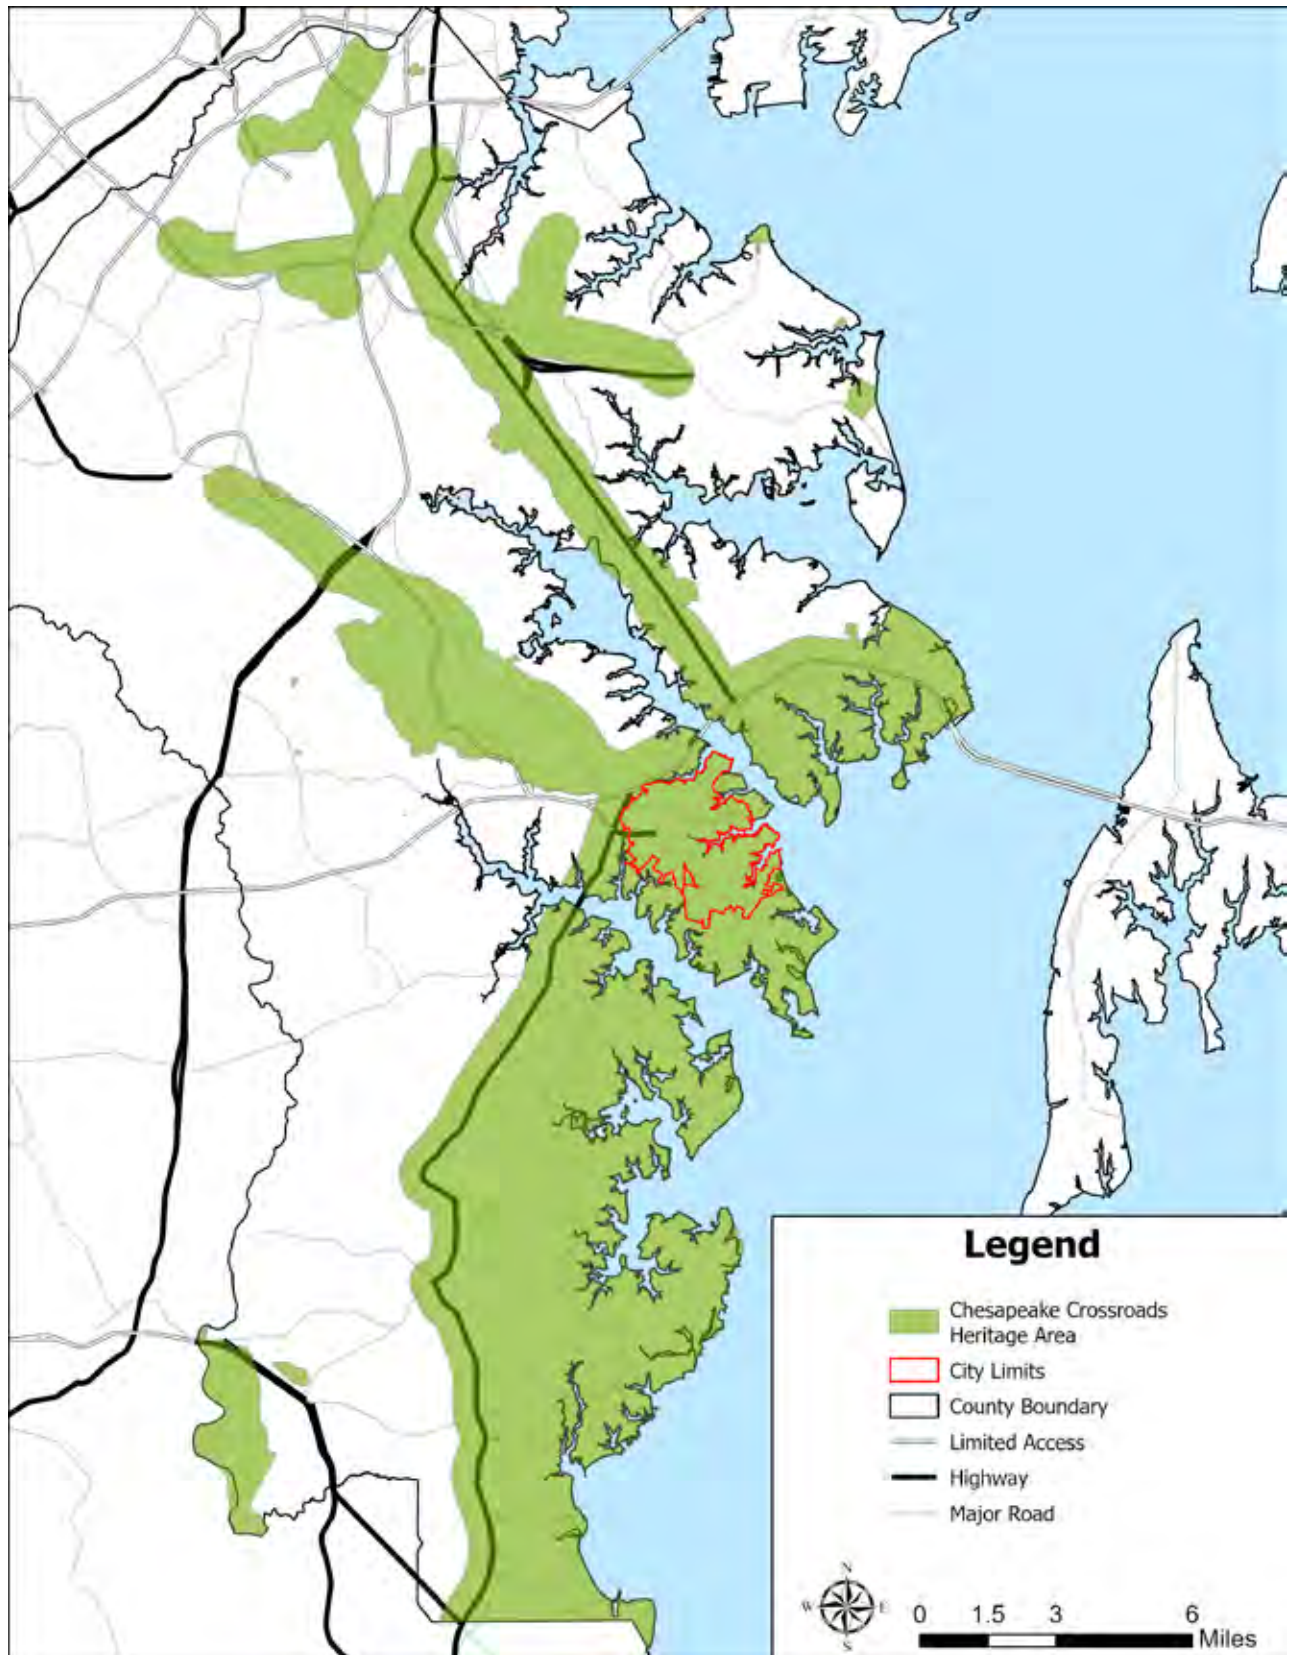 Legend
Chesapeake Crossroads
Heritage Area
City Limits
County Boundary
Limited Access
Highway
Major Road
N
W E
S
0 1.5 3 6
Miles